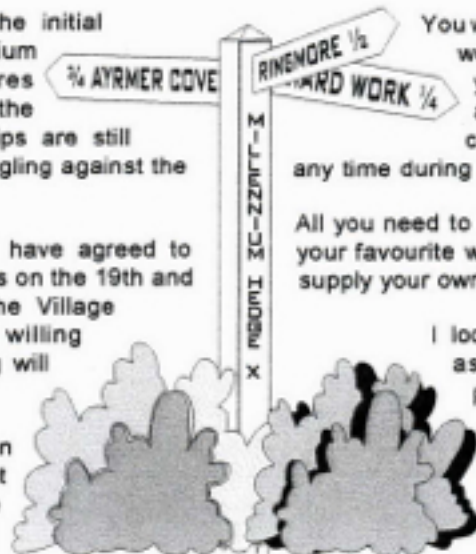 he initial
ium
res
the
ps are still
gling against the
have agreed to
s on the 19th and
he Village
willing
g will
n
t
¾ AYRMER COVE
RINGMORE ½
HARD WORK ¼
MILLENNIUM HEDGE X
You
any time during
All you need to
your favourite w
supply your own
I loo
as